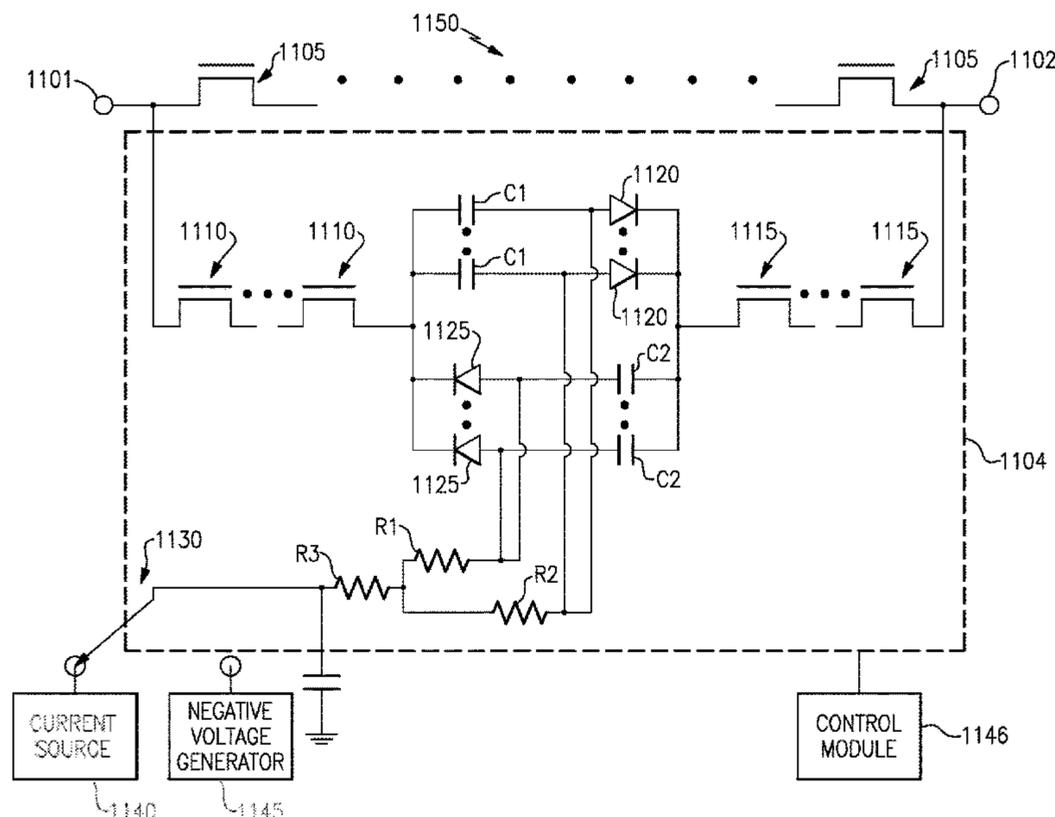 1150
1101
1105
1105
1102
C1
1120
1110
1110
C1
1115
1115
1120
1125
C2
1125
C2
1104
R1
1130
R3
R2
CURRENT
SOURCE
NEGATIVE
VOLTAGE
GENERATOR
CONTROL
MODULE
1146
1140
1145